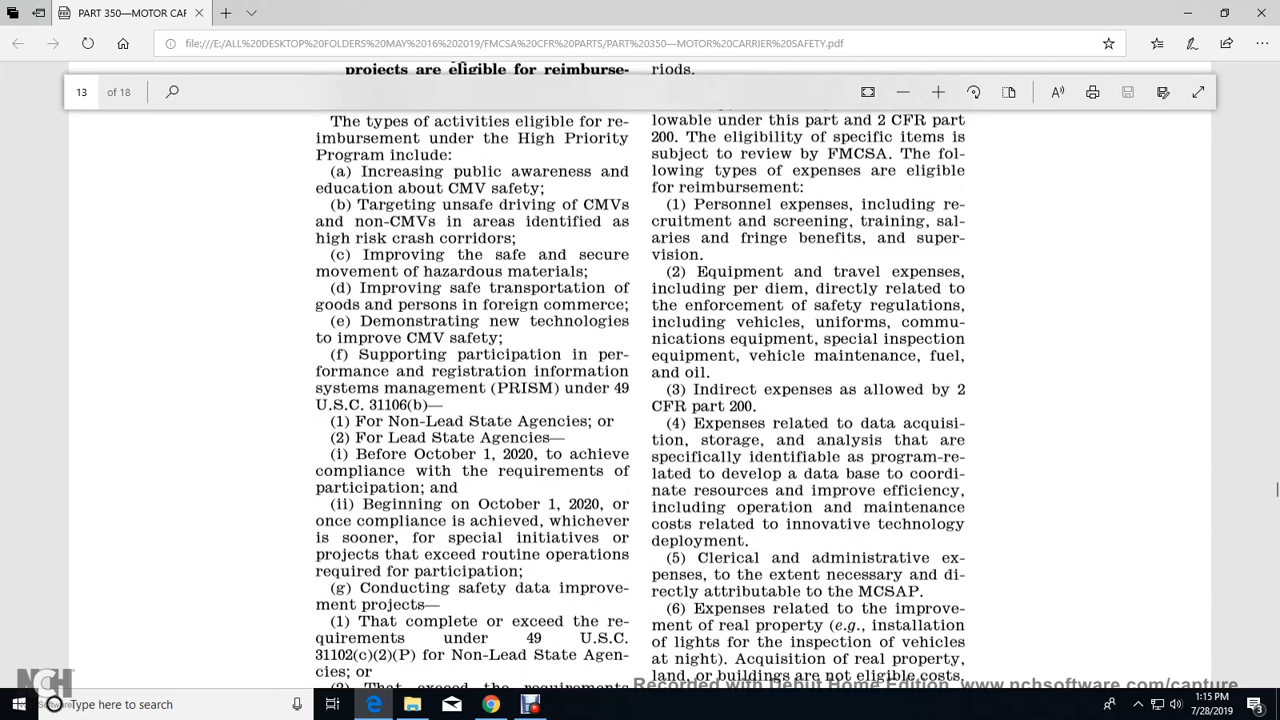 PDF PART 350—MOTOR CAF
file:///E:/ALL%20DESKTOP%20FOLDERS%20MAY%2016%202019/FMCSA%20CFR%20PARTS/PART%20350—MOTOR%20CARRIER%20SAFETY.pdf
13 of 18
projects are eligible for reimburse-
The types of activities eligible for re-
imbursement under the High Priority
Program include:
(a) Increasing public awareness and
education about CMV safety;
(b) Targeting unsafe driving of CMVs
and non-CMVs in areas identified as
high risk crash corridors;
(c) Improving the safe and secure
movement of hazardous materials;
(d) Improving safe transportation of
goods and persons in foreign commerce;
(e) Demonstrating new technologies
to improve CMV safety;
(f) Supporting participation in per-
formance and registration information
systems management (PRISM) under 49
U.S.C. 31106(b)—
(1) For Non-Lead State Agencies; or
(2) For Lead State Agencies—
(i) Before October 1, 2020, to achieve
compliance with the requirements of
participation; and
(ii) Beginning on October 1, 2020, or
once compliance is achieved, whichever
is sooner, for special initiatives or
projects that exceed routine operations
required for participation;
(g) Conducting safety data improve-
ment projects—
(1) That complete or exceed the re-
quirements under 49 U.S.C.
31102(c)(2)(P) for Non-Lead State Agen-
cies; or
(2) That exceed the requirements
riods.
lowable under this part and 2 CFR part
200. The eligibility of specific items is
subject to review by FMCSA. The fol-
lowing types of expenses are eligible
for reimbursement:
(1) Personnel expenses, including re-
cruitment and screening, training, sal-
aries and fringe benefits, and super-
vision.
(2) Equipment and travel expenses,
including per diem, directly related to
the enforcement of safety regulations,
including vehicles, uniforms, commu-
nications equipment, special inspection
equipment, vehicle maintenance, fuel,
and oil.
(3) Indirect expenses as allowed by 2
CFR part 200.
(4) Expenses related to data acquisi-
tion, storage, and analysis that are
specifically identifiable as program-re-
lated to develop a data base to coordi-
nate resources and improve efficiency,
including operation and maintenance
costs related to innovative technology
deployment.
(5) Clerical and administrative ex-
penses, to the extent necessary and di-
rectly attributable to the MCSAP.
(6) Expenses related to the improve-
ment of real property (e.g., installation
of lights for the inspection of vehicles
at night). Acquisition of real property,
land, or buildings are not eligible costs.
Recorded with Debut Home Edition www.nchsoftware.com/capture
NCH
Software
Type here to search
1:15 PM
7/28/2019